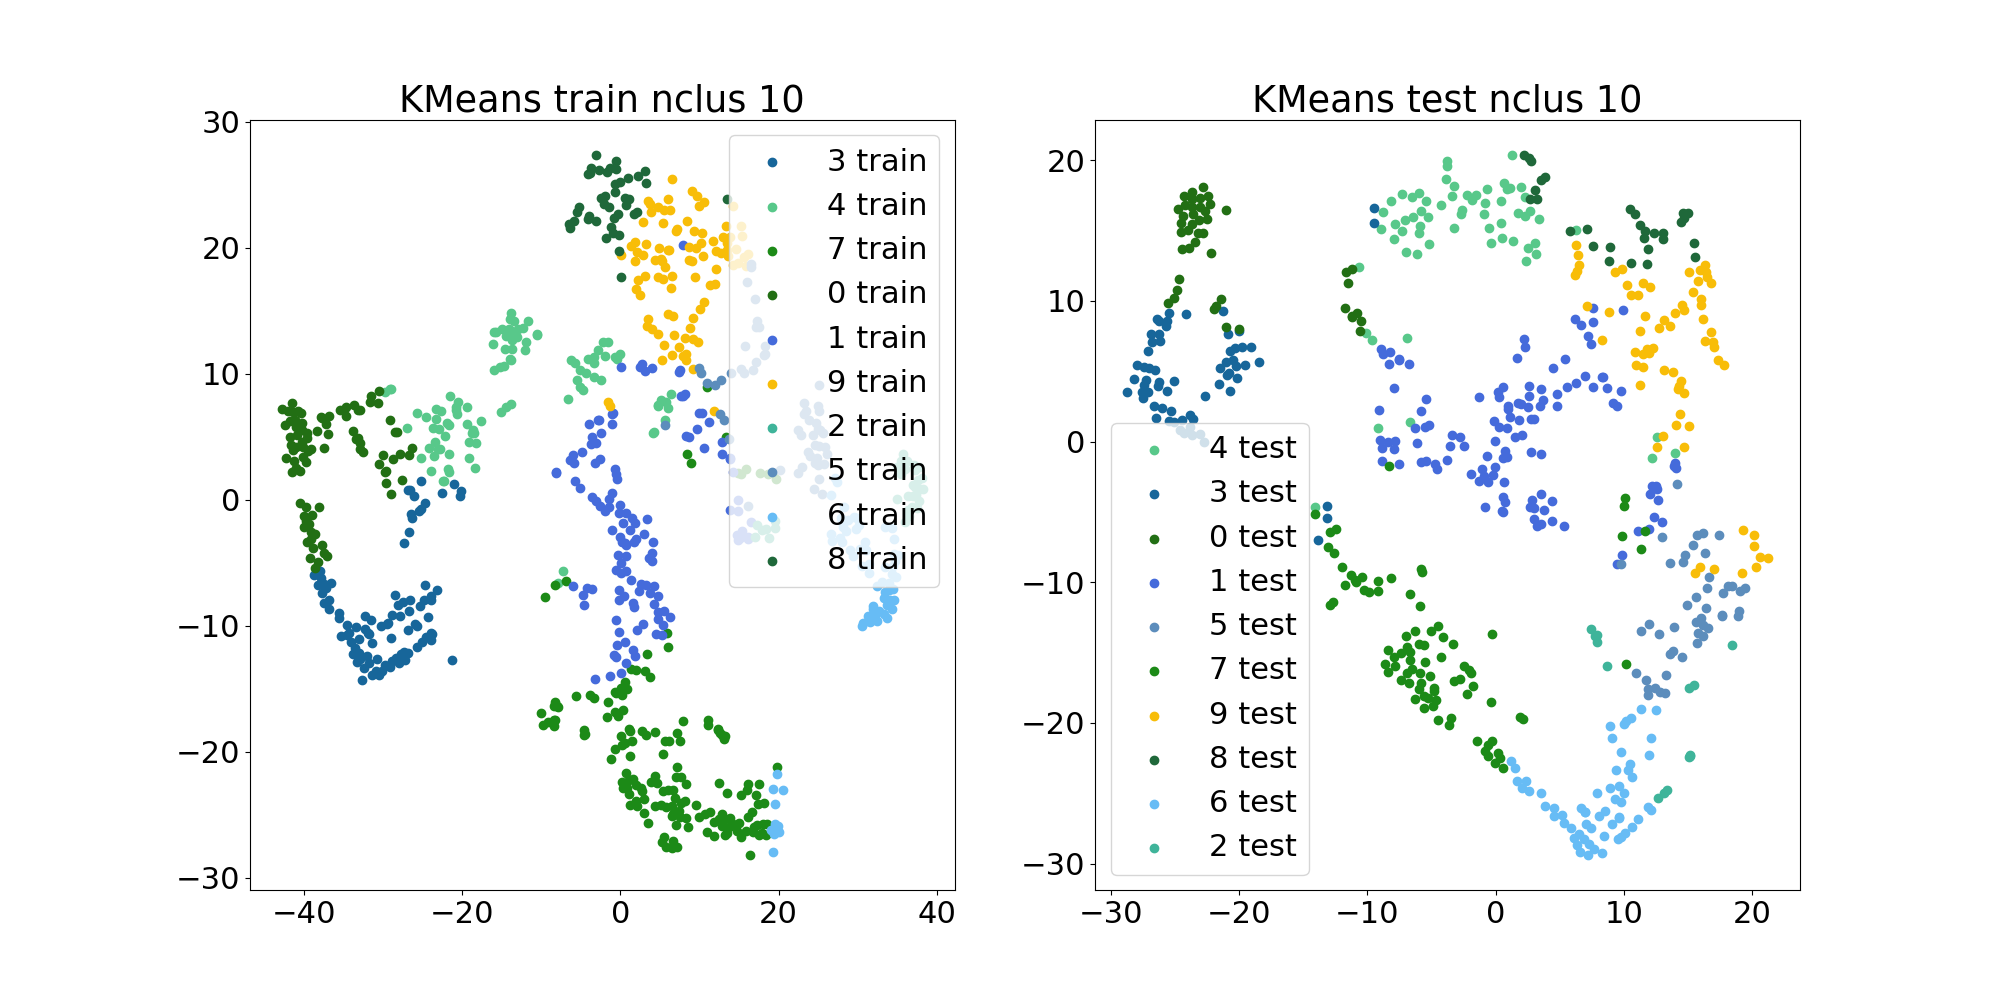 KMeans train nclus 10
30
20
10
0
−10
−20
−30
−40
−20
0
20
40
3 train
4 train
7 train
0 train
1 train
9 train
2 train
5 train
6 train
8 train
KMeans test nclus 10
20
10
0
−10
−20
−30
−30
−20
−10
0
10
20
4 test
3 test
0 test
1 test
5 test
7 test
9 test
8 test
6 test
2 test